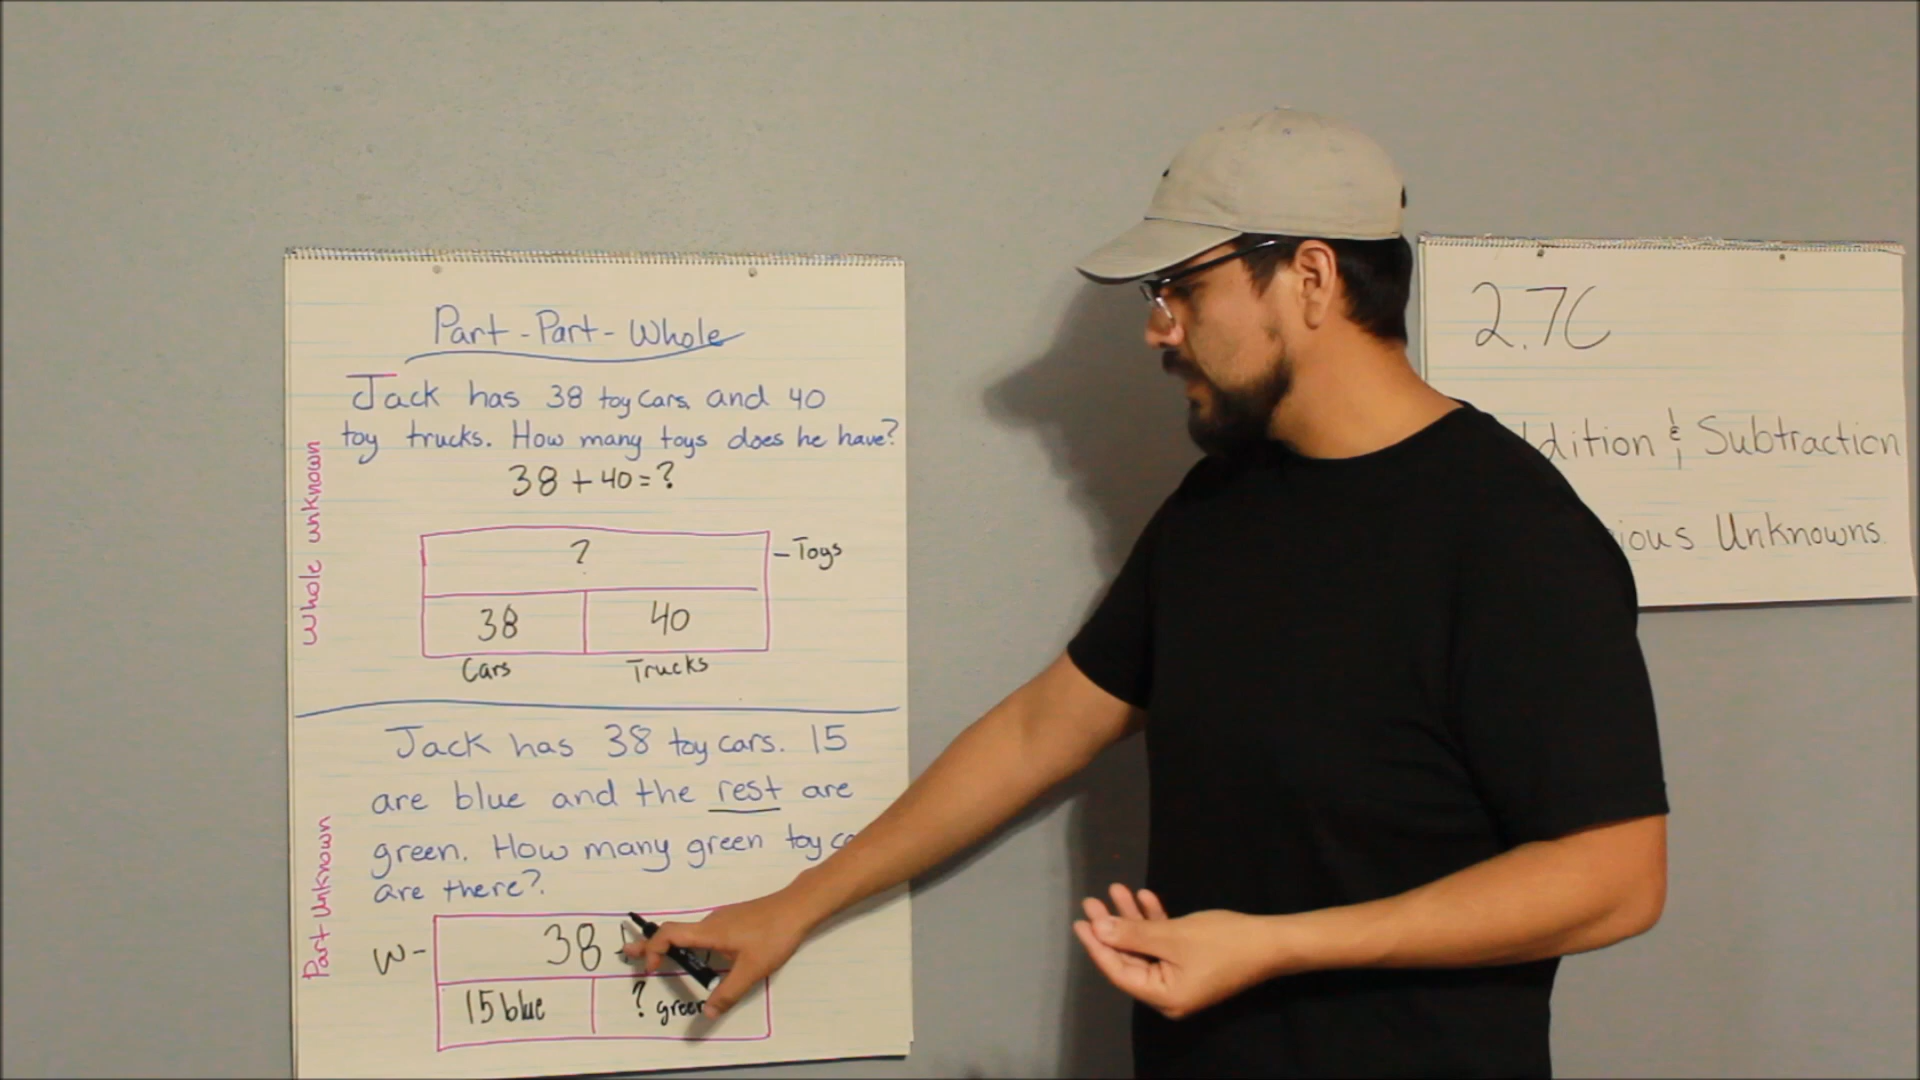 Part-Part-Whole
Jack has 38 toy cars and 40
toy trucks. How many toys does he have?
38 + 40 = ?
Whole unknown
?
- Toys
38
40
Cars
Trucks
Jack has 38 toy cars. 15
are blue and the rest are
green. How many green toy
are there?
Part Unknown
W-
38
15 blue
? green
2.7C
& Subtraction
Unknowns.